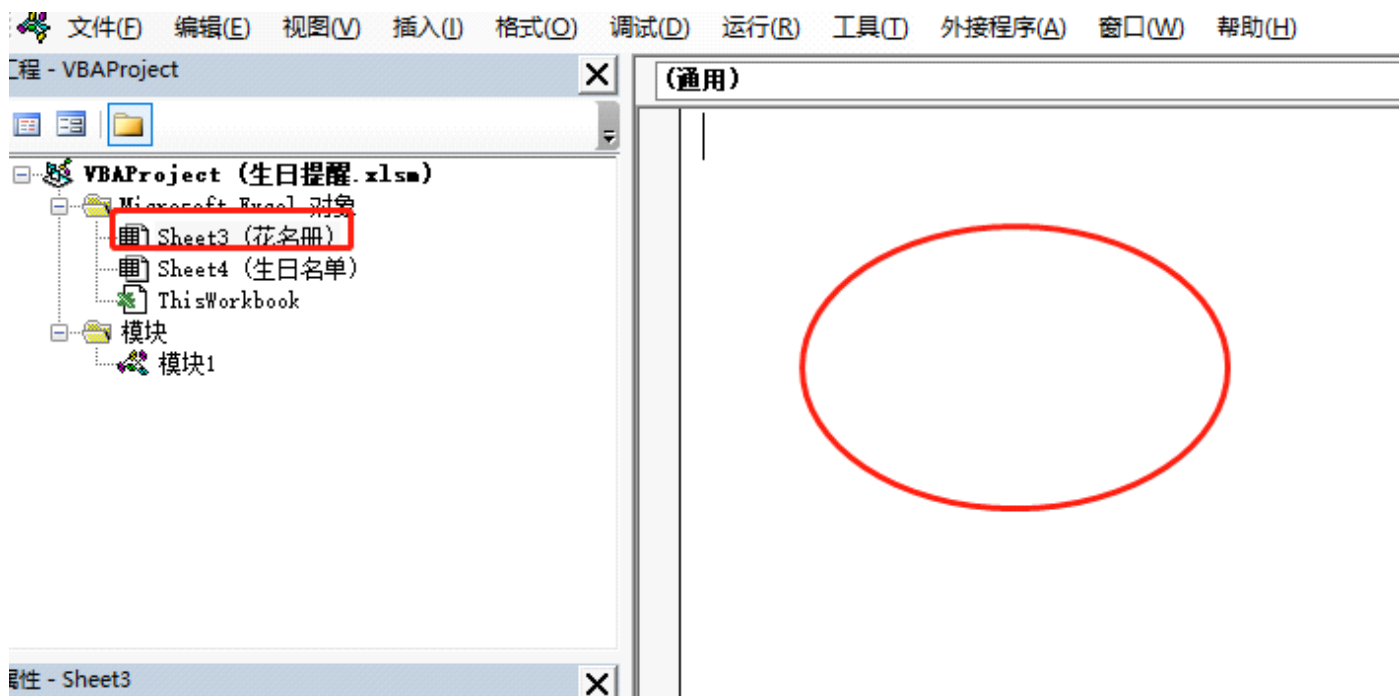 文件(F) 编辑(E) 视图(V) 插入(I) 格式(O) 调试(D) 运行(R) 工具(T) 外接程序(A) 窗口(W) 帮助(H)
工程 - VBAProject
(通用)
VBAProject (生日提醒.xlsm)
Microsoft Excel 对象
Sheet3 (花名册)
Sheet4 (生日名单)
ThisWorkbook
模块
模块1
属性 - Sheet3